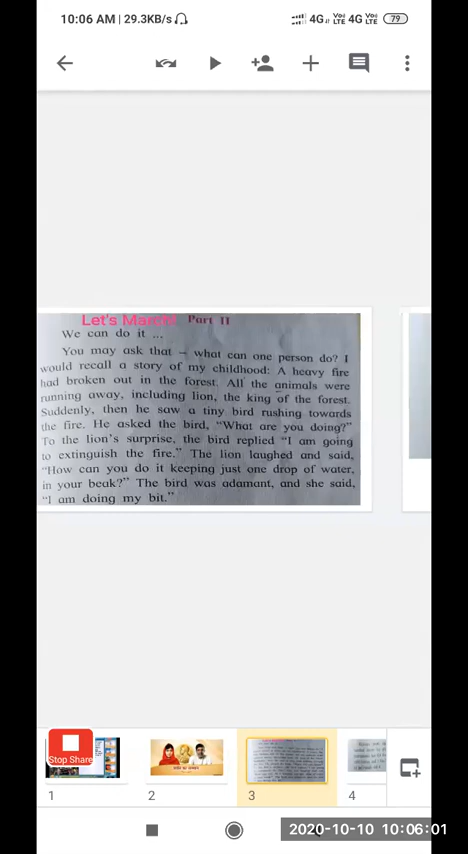 10:06 AM | 29.3KB/s
4G Vo) LTE 4G Vo) LTE 79
Let's March! Part II
We can do it ...
You may ask that – what can one person do? I
would recall a story of my childhood: A heavy fire
had broken out in the forest. All the animals were
running away, including lion, the king of the forest.
Suddenly, then he saw a tiny bird rushing towards
the fire. He asked the bird, “What are you doing?”
To the lion’s surprise, the bird replied “I am going
to extinguish the fire.” The lion laughed and said,
“How can you do it keeping just one drop of water,
in your beak?” The bird was adamant, and she said,
“I am doing my bit.”
Stop Share
1
2
3
4
2020-10-10 10:06:01